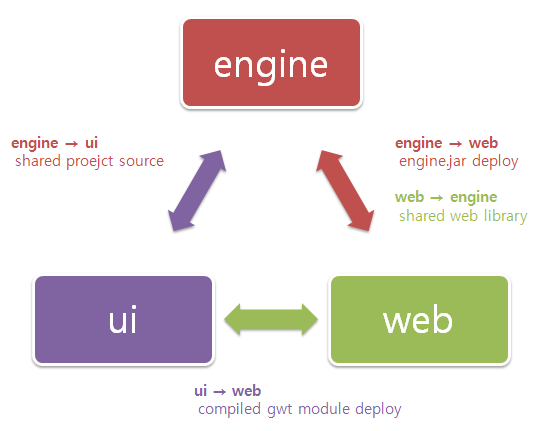 engine
engine → ui
shared proejct source
engine → web
engine.jar deploy
web → engine
shared web library
ui
web
ui → web
compiled gwt module deploy